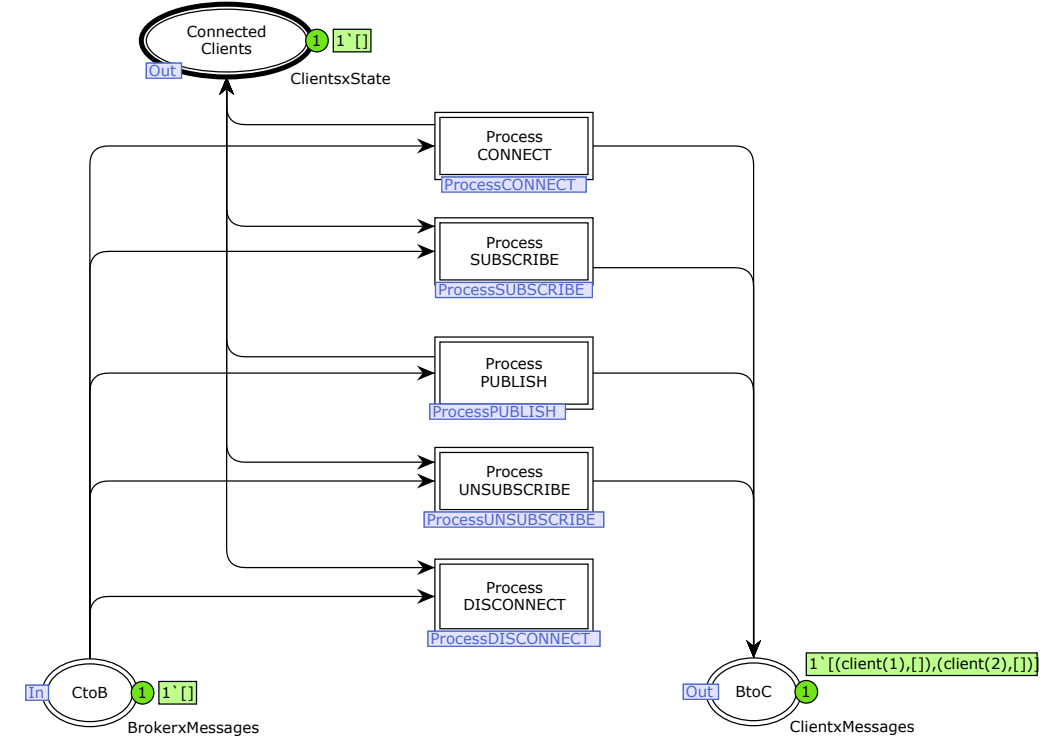 Connected
Clients
1 1`[]
Out
ClientsxState
Process
CONNECT
ProcessCONNECT
Process
SUBSCRIBE
ProcessSUBSCRIBE
Process
PUBLISH
ProcessPUBLISH
Process
UNSUBSCRIBE
ProcessUNSUBSCRIBE
Process
DISCONNECT
ProcessDISCONNECT
In CtoB 1 1`[]
BrokerxMessages
1`[(client(1),[]),(client(2),[])]
Out BtoC 1
ClientxMessages